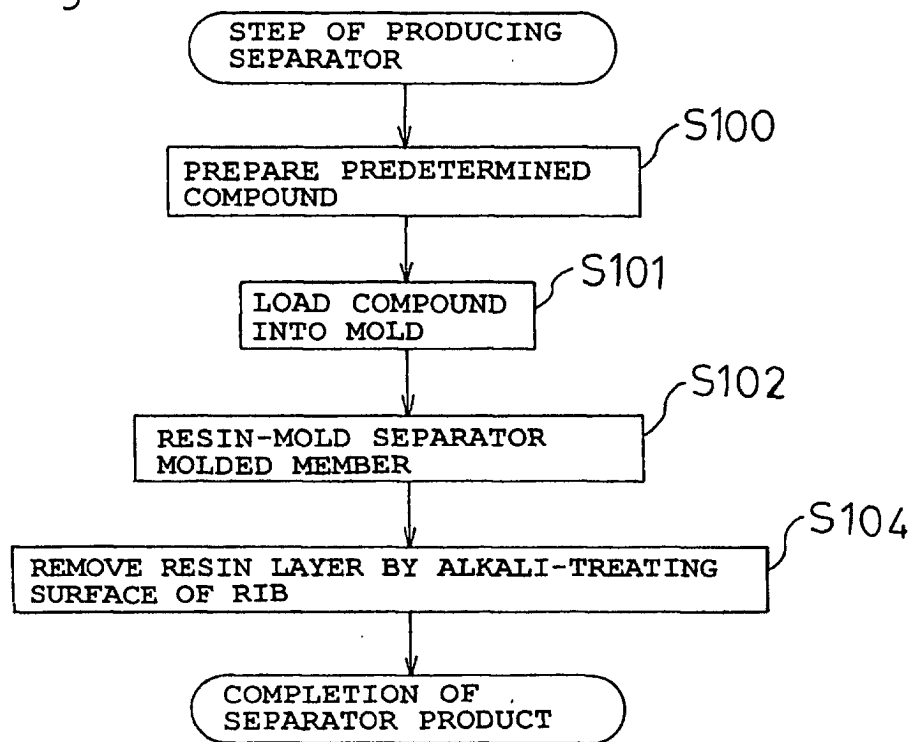 STEP OF PRODUCING
SEPARATOR
S100
PREPARE PREDETERMINED
COMPOUND
S101
LOAD COMPOUND
INTO MOLD
S102
RESIN-MOLD SEPARATOR
MOLDED MEMBER
S104
REMOVE RESIN LAYER BY ALKALI-TREATING
SURFACE OF RIB
COMPLETION OF
SEPARATOR PRODUCT